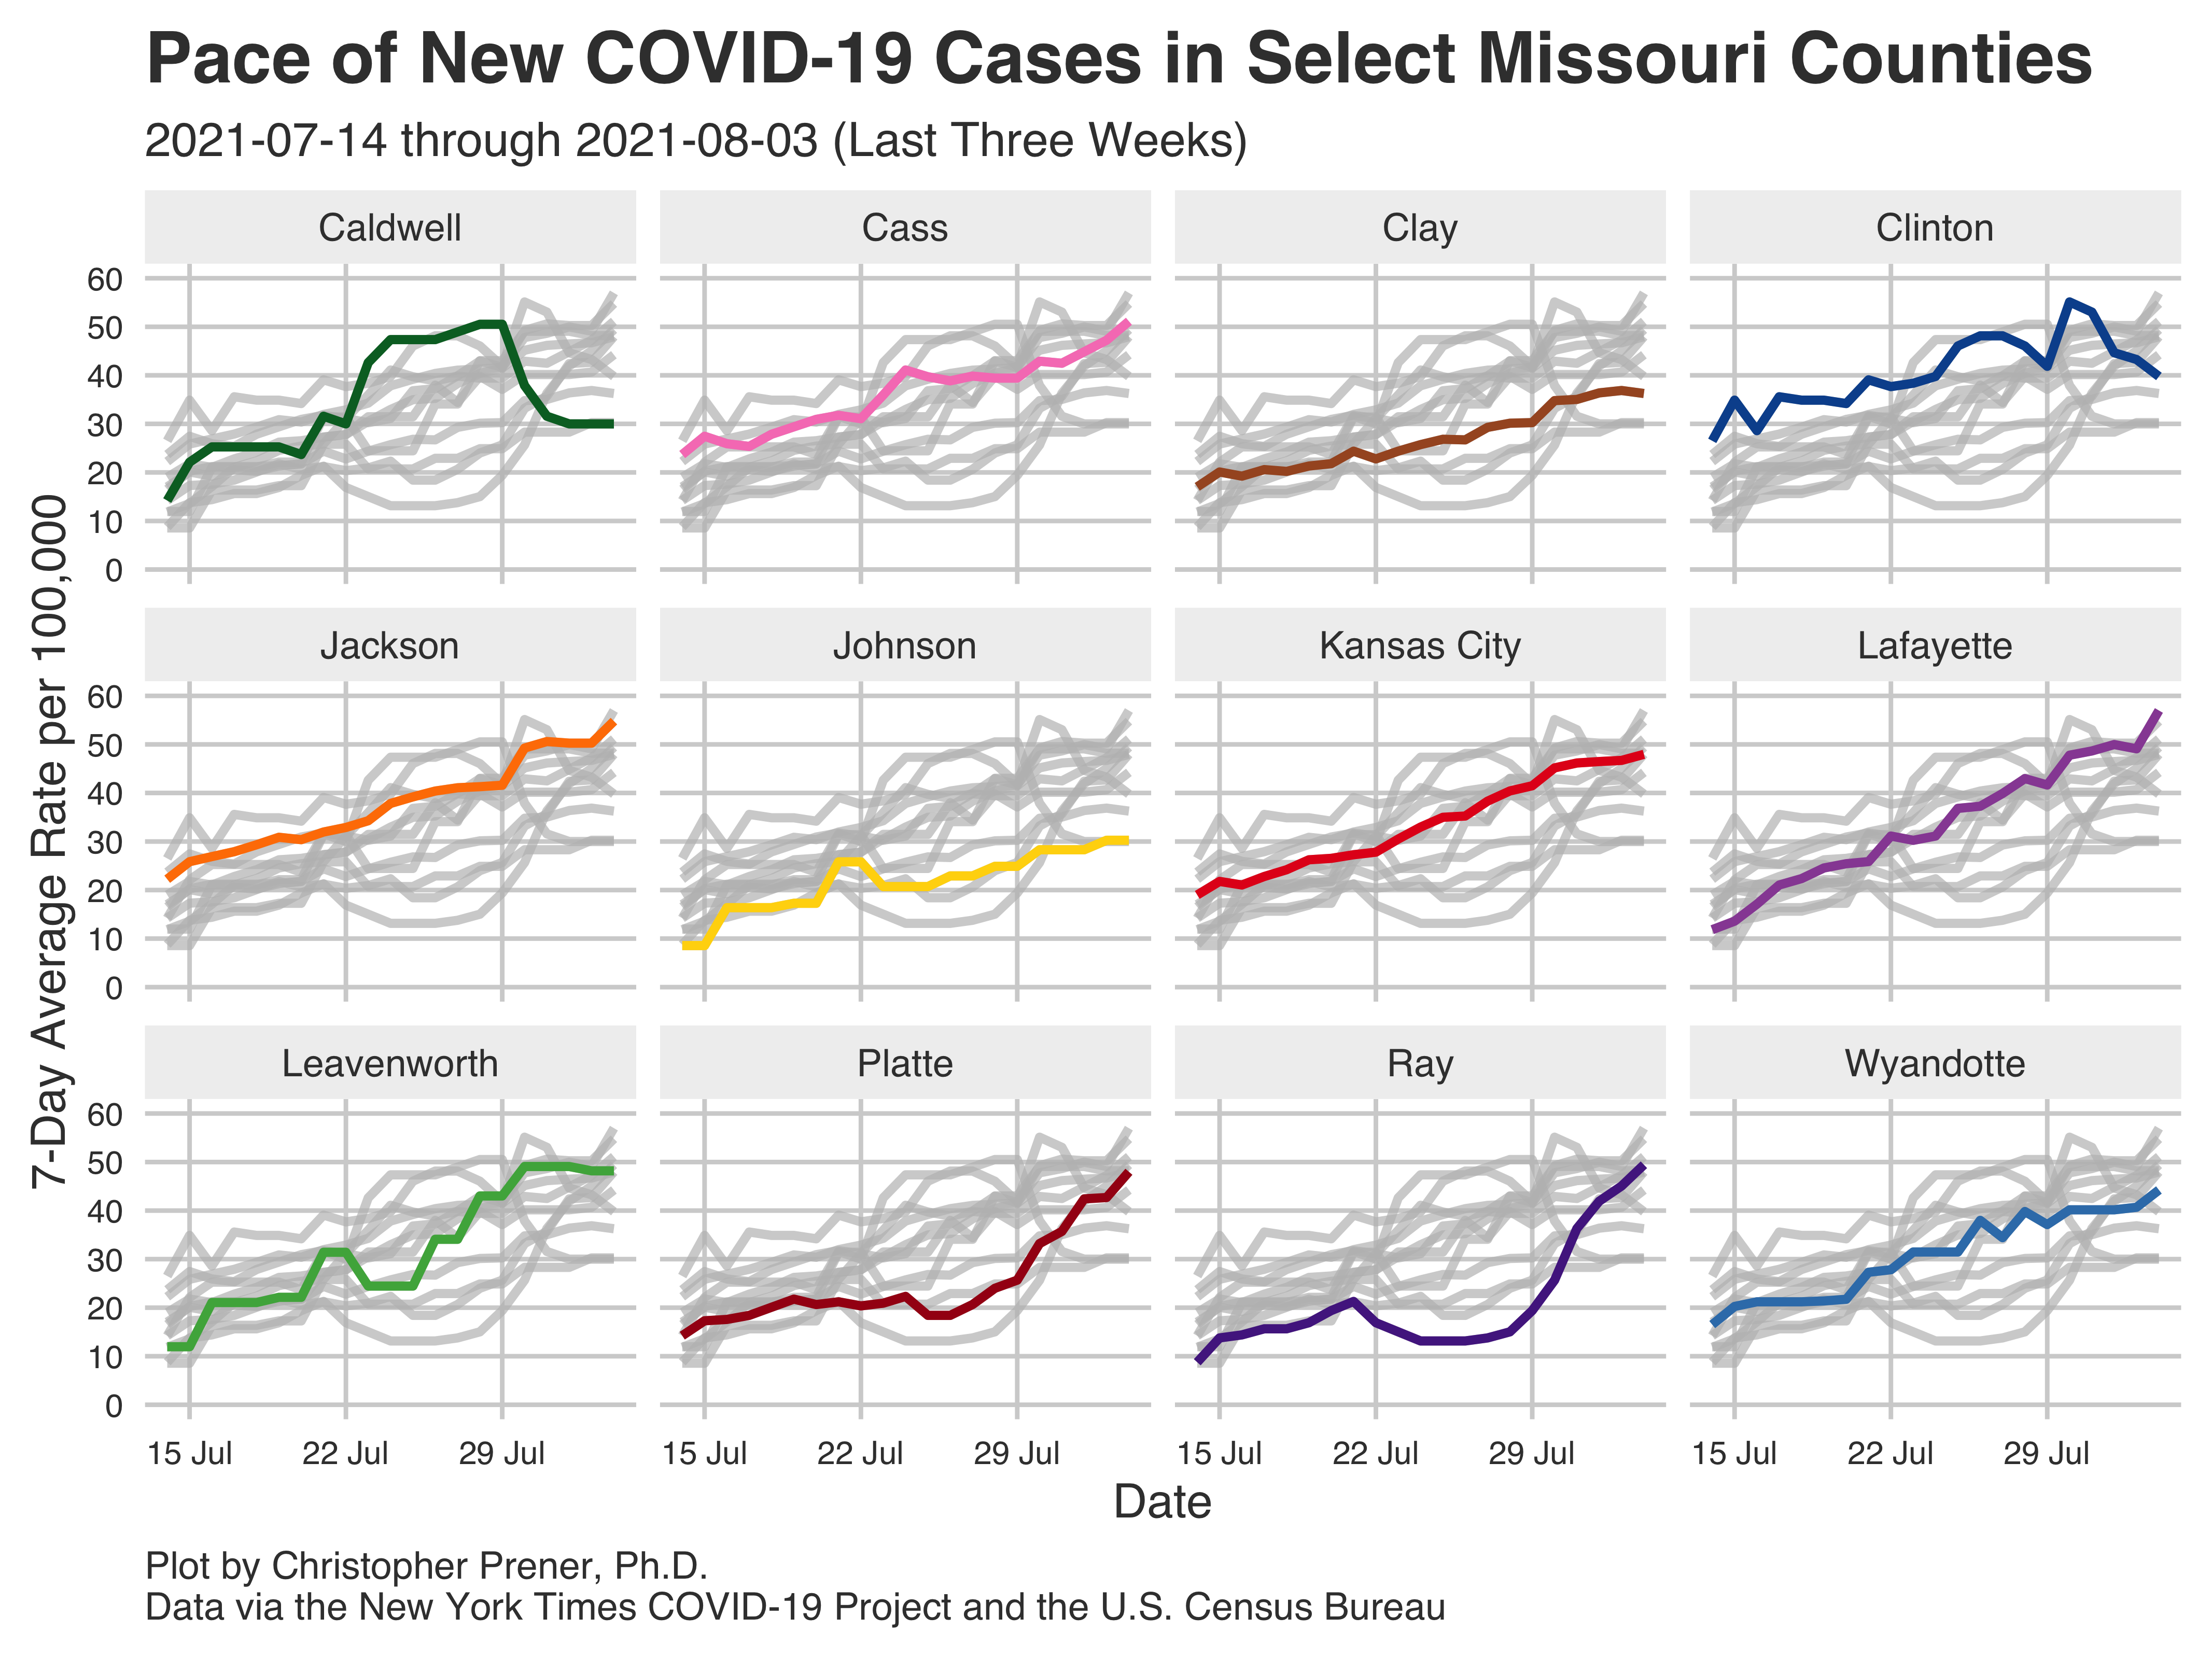 Pace of New COVID-19 Cases in Select Missouri Counties
2021-07-14 through 2021-08-03 (Last Three Weeks)
7-Day Average Rate per 100,000
Caldwell
Cass
Clay
Clinton
60
50
40
30
20
10
0
Jackson
Johnson
Kansas City
Lafayette
60
50
40
30
20
10
0
Leavenworth
Platte
Ray
Wyandotte
60
50
40
30
20
10
0
15 Jul 22 Jul 29 Jul
15 Jul 22 Jul 29 Jul
15 Jul 22 Jul 29 Jul
15 Jul 22 Jul 29 Jul
Date
Plot by Christopher Prener, Ph.D.
Data via the New York Times COVID-19 Project and the U.S. Census Bureau